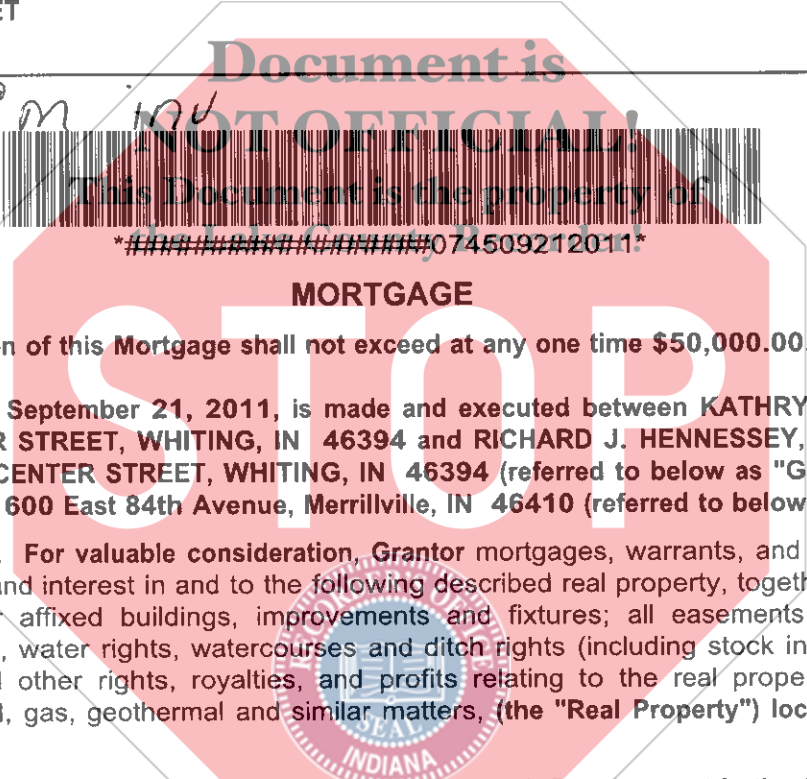 ET
Document is
NOT OFFICIAL!
This Document is the property of
the Lake County Recorder!
*##################074509212011*
MORTGAGE
n of this Mortgage shall not exceed at any one time $50,000.00.
September 21, 2011, is made and executed between KATHRY
R STREET, WHITING, IN 46394 and RICHARD J. HENNESSEY,
CENTER STREET, WHITING, IN 46394 (referred to below as "G
600 East 84th Avenue, Merrillville, IN 46410 (referred to below
For valuable consideration, Grantor mortgages, warrants, and
and interest in and to the following described real property, togeth
r affixed buildings, improvements and fixtures; all easements
, water rights, watercourses and ditch rights (including stock in
l other rights, royalties, and profits relating to the real prope
l, gas, geothermal and similar matters, (the "Real Property") loc
STOP
SEAL
INDIANA